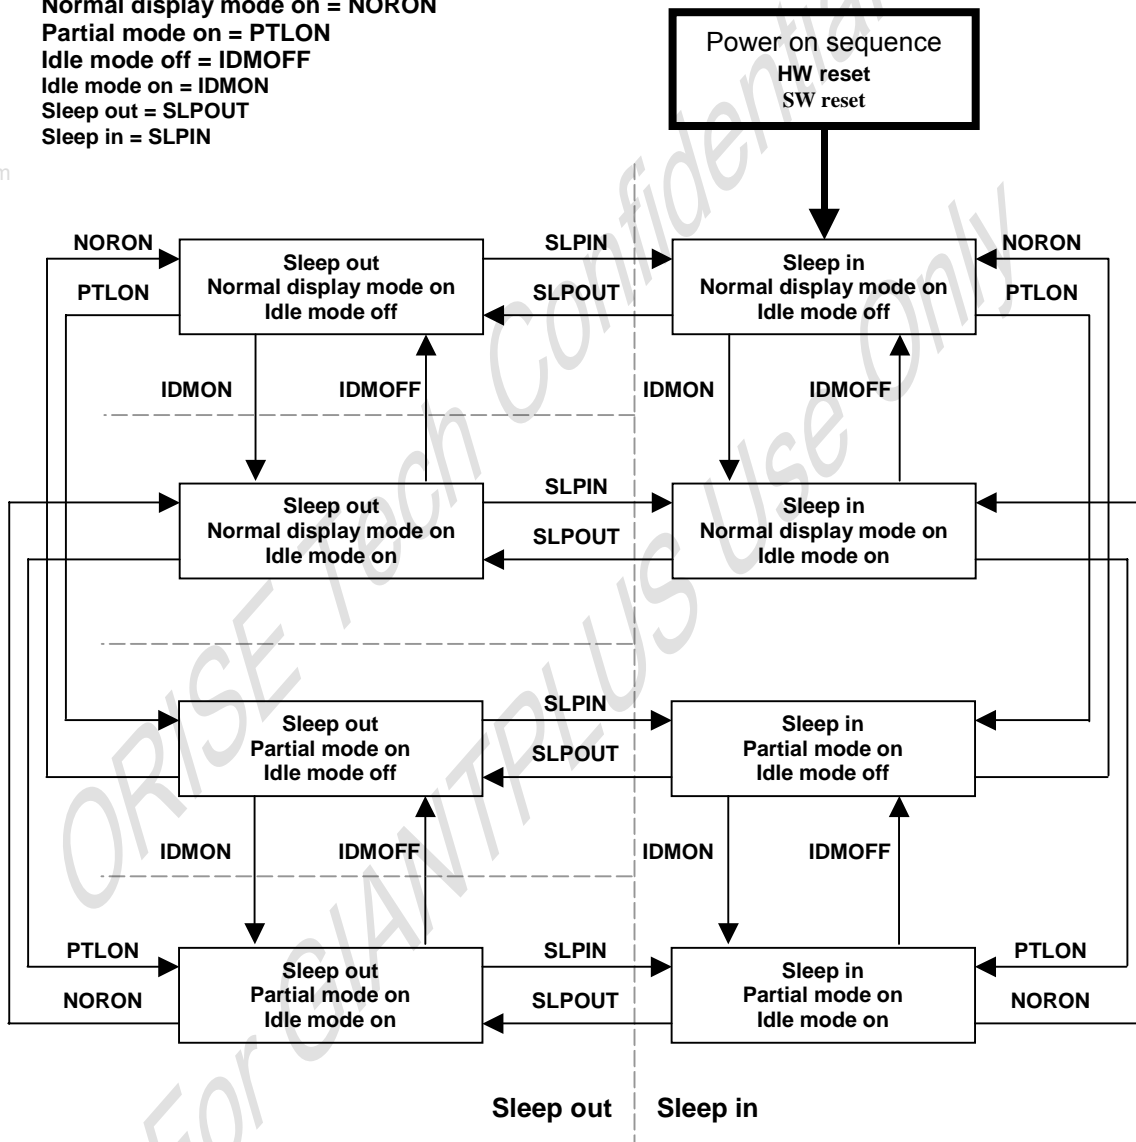 Normal display mode on = NORON
Partial mode on = PTLON
Idle mode off = IDMOFF
Idle mode on = IDMON
Sleep out = SLPOUT
Sleep in = SLPIN
Power on sequence
HW reset
SW reset
NORON
PTLON
Sleep out
Normal display mode on
Idle mode off
SLPIN
SLPOUT
Sleep in
Normal display mode on
Idle mode off
NORON
PTLON
IDMON
IDMOFF
IDMON
IDMOFF
Sleep out
Normal display mode on
Idle mode on
SLPIN
SLPOUT
Sleep in
Normal display mode on
Idle mode on
Sleep out
Partial mode on
Idle mode off
SLPIN
SLPOUT
Sleep in
Partial mode on
Idle mode off
IDMON
IDMOFF
IDMON
IDMOFF
PTLON
NORON
Sleep out
Partial mode on
Idle mode on
SLPIN
SLPOUT
Sleep in
Partial mode on
Idle mode on
PTLON
NORON
Sleep out
Sleep in
ORISE Tech Confidential
For GIANTPLUS Use Only